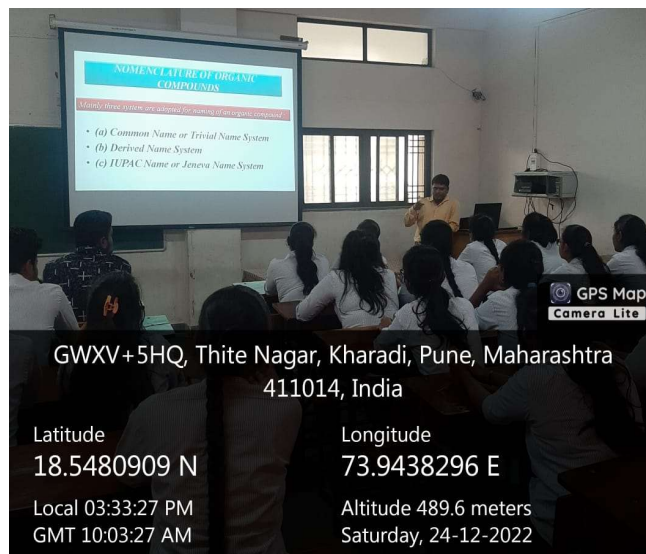 NOMENCLATURE OF ORGANIC
COMPOUNDS
Mainly three system are adopted for naming of an organic compound
• (a) Common Name or Trivial Name System
• (b) Derived Name System
• (c) IUPAC Name or Jeneva Name System
GPS Map
Camera Lite
GWXV+5HQ, Thite Nagar, Kharadi, Pune, Maharashtra
411014, India
Latitude
18.5480909 N
Longitude
73.9438296 E
Local 03:33:27 PM
GMT 10:03:27 AM
Altitude 489.6 meters
Saturday, 24-12-2022